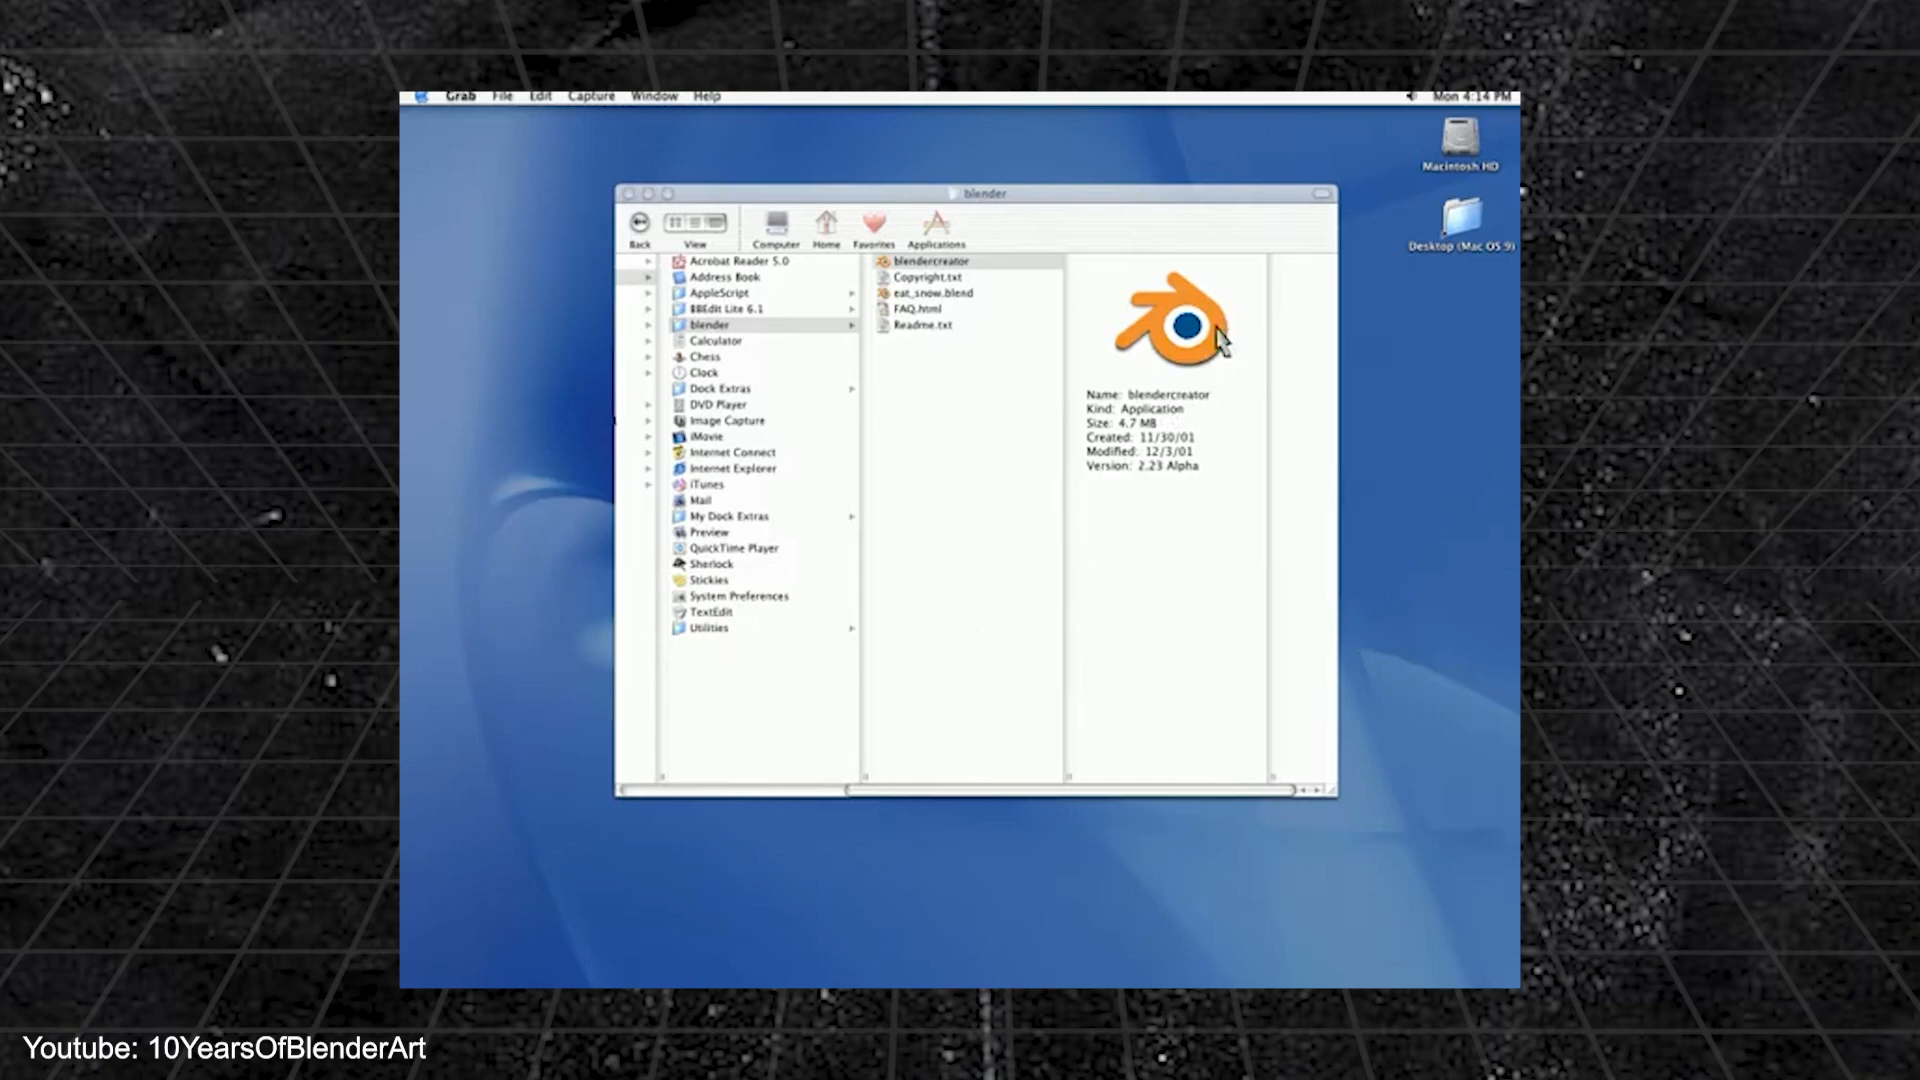 Grab File Edit Capture Window Help Mon 4:14 PM
Macintosh HD
Desktop (Mac OS 9)
blender
Back View Computer Home Favorites Applications
Acrobat Reader 5.0
Address Book
AppleScript
BBEdit Lite 6.1
blender
Calculator
Chess
Clock
Dock Extras
DVD Player
Image Capture
iMovie
Internet Connect
Internet Explorer
iTunes
Mail
My Dock Extras
Preview
QuickTime Player
Sherlock
Stickies
System Preferences
TextEdit
Utilities
blendercreator
Copyright.txt
eat_snow.blend
FAQ.html
Readme.txt
Name: blendercreator
Kind: Application
Size: 4.7 MB
Created: 11/30/01
Modified: 12/3/01
Version: 2.23 Alpha
Youtube: 10YearsOfBlenderArt